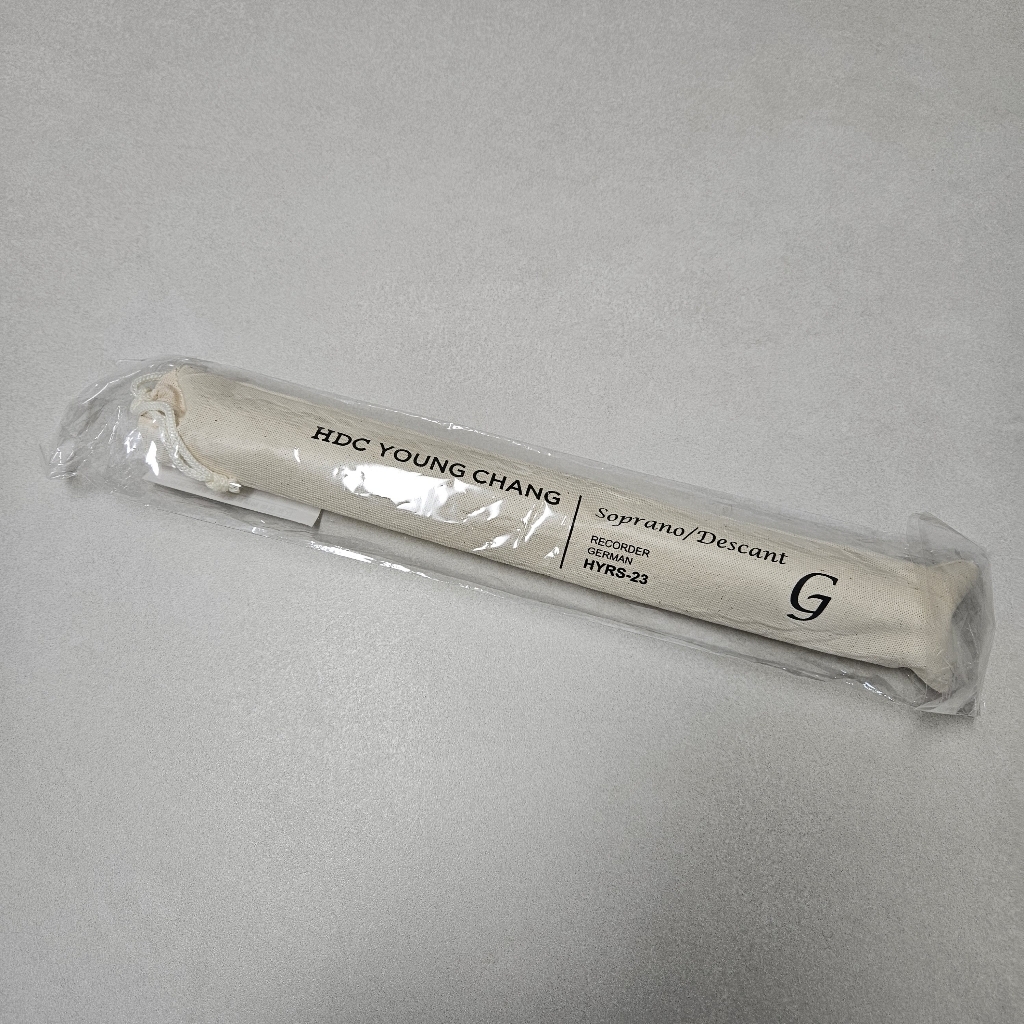 HDC YOUNG CHANG
Soprano/Descant
RECORDER
GERMAN
HYRS-23
G